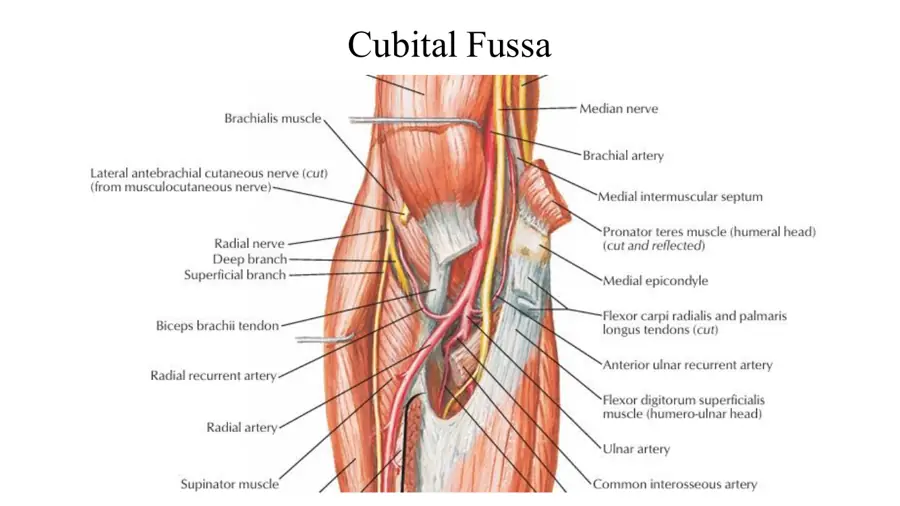 Cubital Fussa
Brachialis muscle
Lateral antebrachial cutaneous nerve (cut)
(from musculocutaneous nerve)
Radial nerve
Deep branch
Superficial branch
Biceps brachii tendon
Radial recurrent artery
Radial artery
Supinator muscle
Median nerve
Brachial artery
Medial intermuscular septum
Pronator teres muscle (humeral head)
(cut and reflected)
Medial epicondyle
Flexor carpi radialis and palmaris
longus tendons (cut)
Anterior ulnar recurrent artery
Flexor digitorum superficialis
muscle (humero-ulnar head)
Ulnar artery
Common interosseous artery